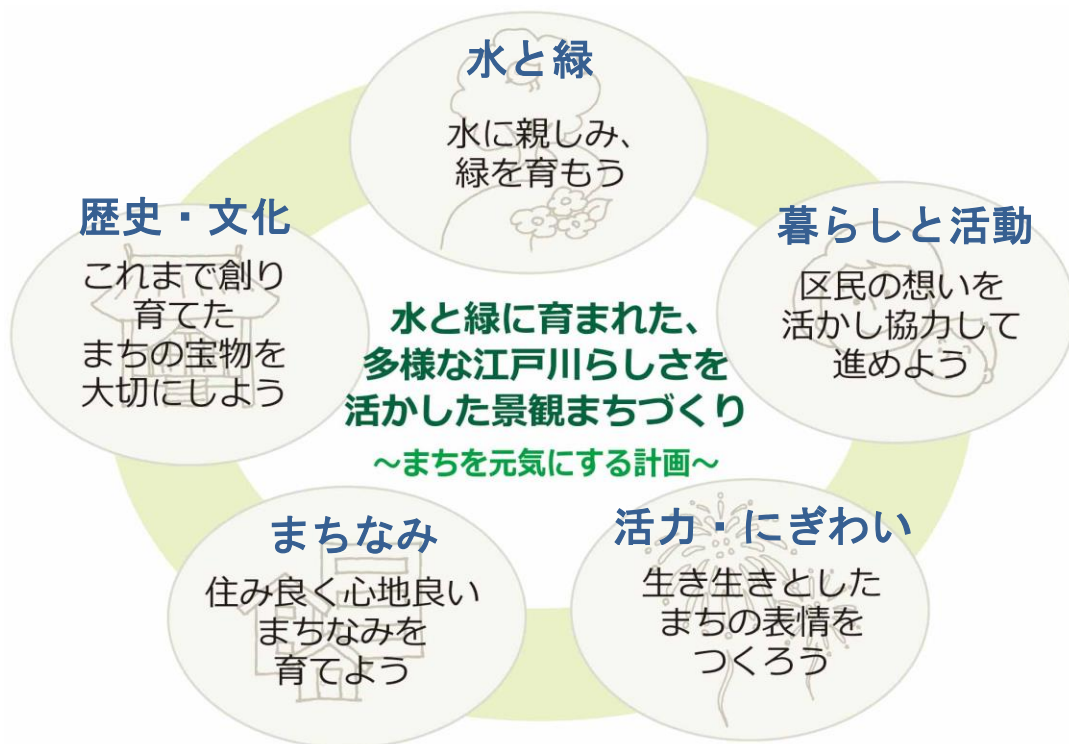 水と緑
水に親しみ、
緑を育もう
歴史・文化
これまで創り
育てた
まちの宝物を
大切にしよう
暮らしと活動
区民の想いを
活かし協力して
進めよう
水と緑に育まれた、
多様な江戸川らしさを
活かした景観まちづくり
～まちを元気にする計画～
まちなみ
住み良く心地良い
まちなみを
育てよう
活力・にぎわい
生き生きとした
まちの表情を
つくろう